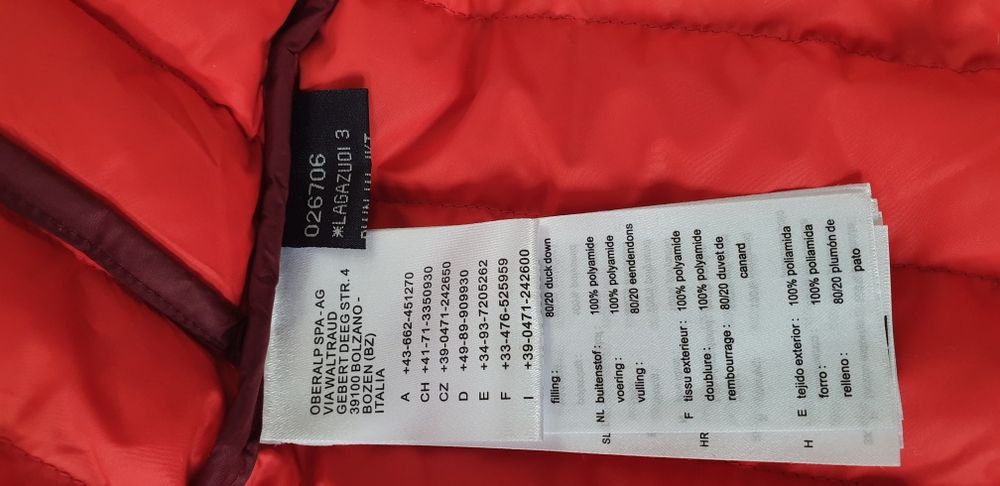 026706
*LAGAZUOI 3
OBERALP SPA - AG
VIA WALTRAUD
GEBERT DEEG STR. 4
39100 BOLZANO -
BOZEN (BZ)
ITALIA
A +43-662-451270
CH +41-71-3350930
CZ +39-0471-242650
D +49-89-909930
E +34-93-7205262
F +33-476-525959
I +39-0471-242600
filling : 80/20 duck down
SL NL buitenstof : 100% polyamide
voering : 100% polyamide
vulling : 80/20 eendendons
HR F tissu exterieur : 100% polyamide
doublure : 100% polyamide
rembourrage : 80/20 duvet de
canard
H E tejido exterior : 100% poliamida
forro : 100% poliamida
relleno : 80/20 plumón de
pato